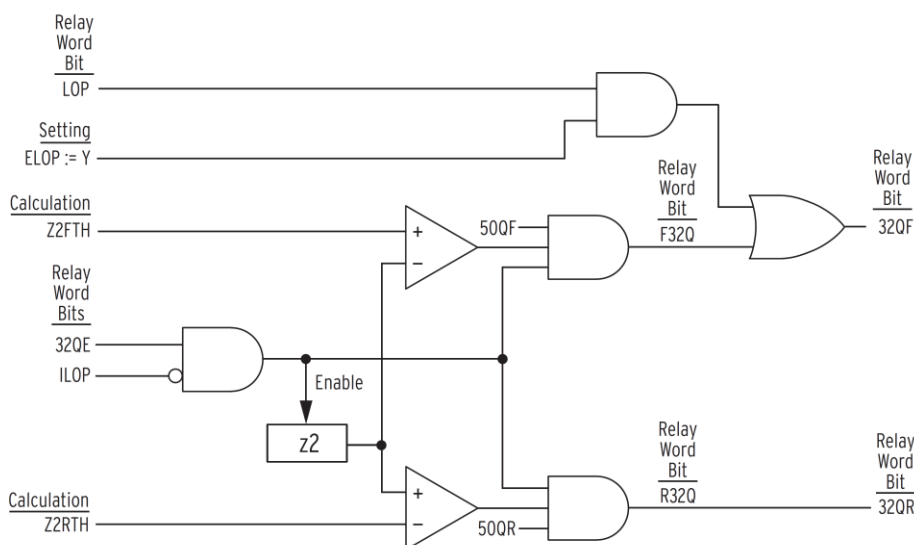 Relay
Word
Bit
LOP
Setting
ELOP := Y
Calculation
Z2FTH
Relay
Word
Bits
32QE
ILOP
Enable
z2
Calculation
Z2RTH
+
−
50QF
+
−
50QR
Relay
Word
Bit
F32Q
Relay
Word
Bit
32QF
Relay
Word
Bit
R32Q
Relay
Word
Bit
32QR